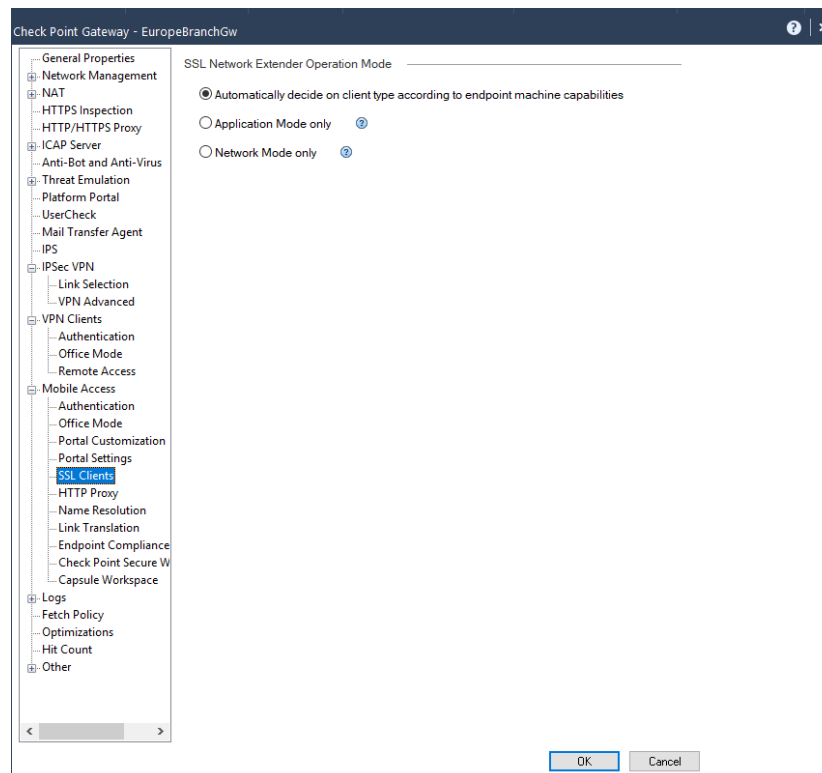 Check Point Gateway - EuropeBranchGw
General Properties
Network Management
NAT
HTTPS Inspection
HTTP/HTTPS Proxy
ICAP Server
Anti-Bot and Anti-Virus
Threat Emulation
Platform Portal
UserCheck
Mail Transfer Agent
IPS
IPSec VPN
Link Selection
VPN Advanced
VPN Clients
Authentication
Office Mode
Remote Access
Mobile Access
Authentication
Office Mode
Portal Customization
Portal Settings
SSL Clients
HTTP Proxy
Name Resolution
Link Translation
Endpoint Compliance
Check Point Secure W
Capsule Workspace
Logs
Fetch Policy
Optimizations
Hit Count
Other
SSL Network Extender Operation Mode
Automatically decide on client type according to endpoint machine capabilities
Application Mode only
Network Mode only
OK
Cancel